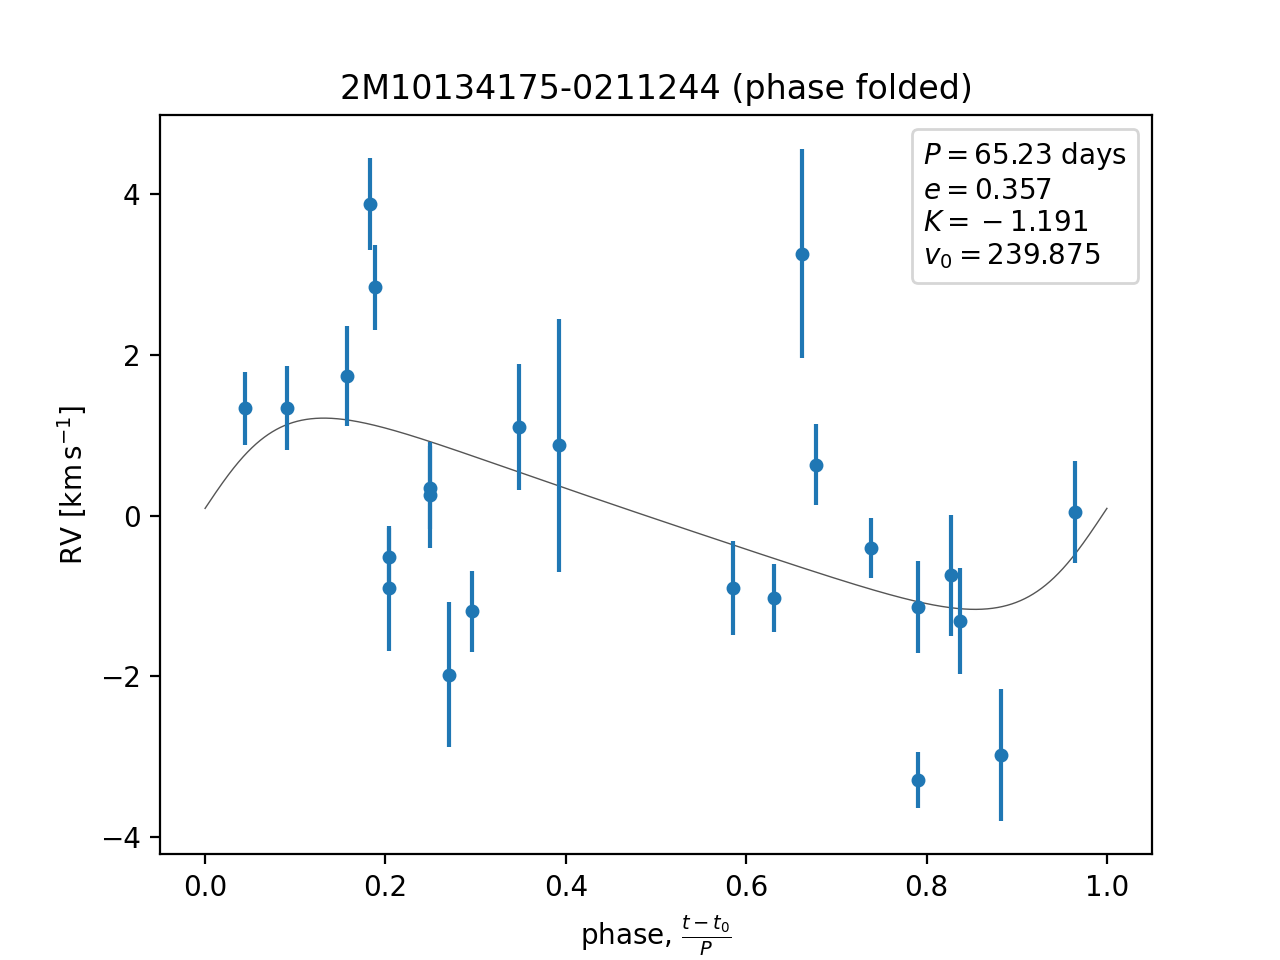 2M10134175-0211244 (phase folded)
P = 65.23 days
e = 0.357
K = −1.191
v₀ = 239.875
RV [km s⁻¹]
4
2
0
−2
−4
0.0 0.2 0.4 0.6 0.8 1.0
phase, (t − t₀)/P